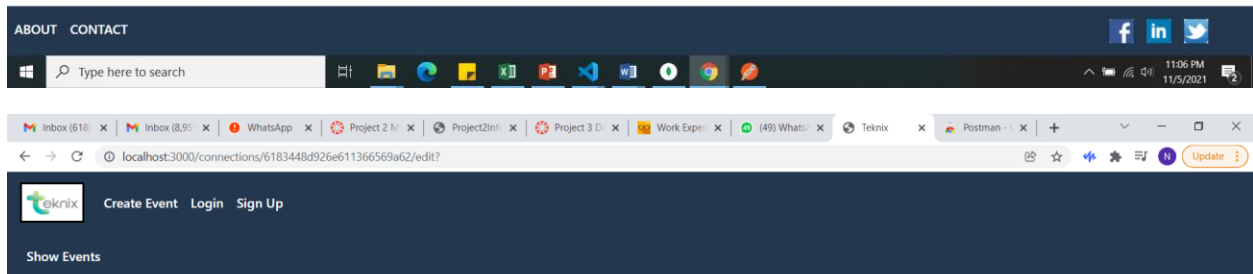 ABOUT CONTACT
f in
Type here to search
11:06 PM
11/5/2021
2
Inbox (618) Inbox (8,95 WhatsApp Project 2 M Project2Inf Project 3 D Work Exper (49) Whats Teknix Postman -
localhost:3000/connections/6183448d926e611366569a62/edit?
N Update
teknix Create Event Login Sign Up
Show Events